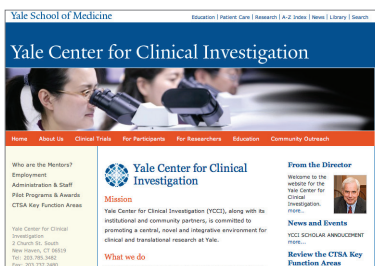 Yale School of Medicine
Education | Patient Care | Research | A-Z Index | News | Library | Search
Yale Center for Clinical Investigation
Home About Us Clinical Trials For Participants For Researchers Education Community Outreach
Who are the Mentors?
Employment
Administration & Staff
Pilot Programs & Awards
CTSA Key Function Areas
Yale Center for Clinical
Investigation
2 Church St. South
New Haven, CT 06519
Tel: 203.785.3482
Fax: 203.737.2480
Yale Center for Clinical
Investigation
Mission
Yale Center for Clinical Investigation (YCCI), along with its
institutional and community partners, is committed to
promoting a central, novel and integrative environment for
clinical and translational research at Yale.
What we do
From the Director
Welcome to the
website for the
Yale Center for
Clinical
Investigation.
more...
News and Events
YCCI SCHOLAR ANNOUCEMENT
more...
Review the CTSA Key
Function Areas